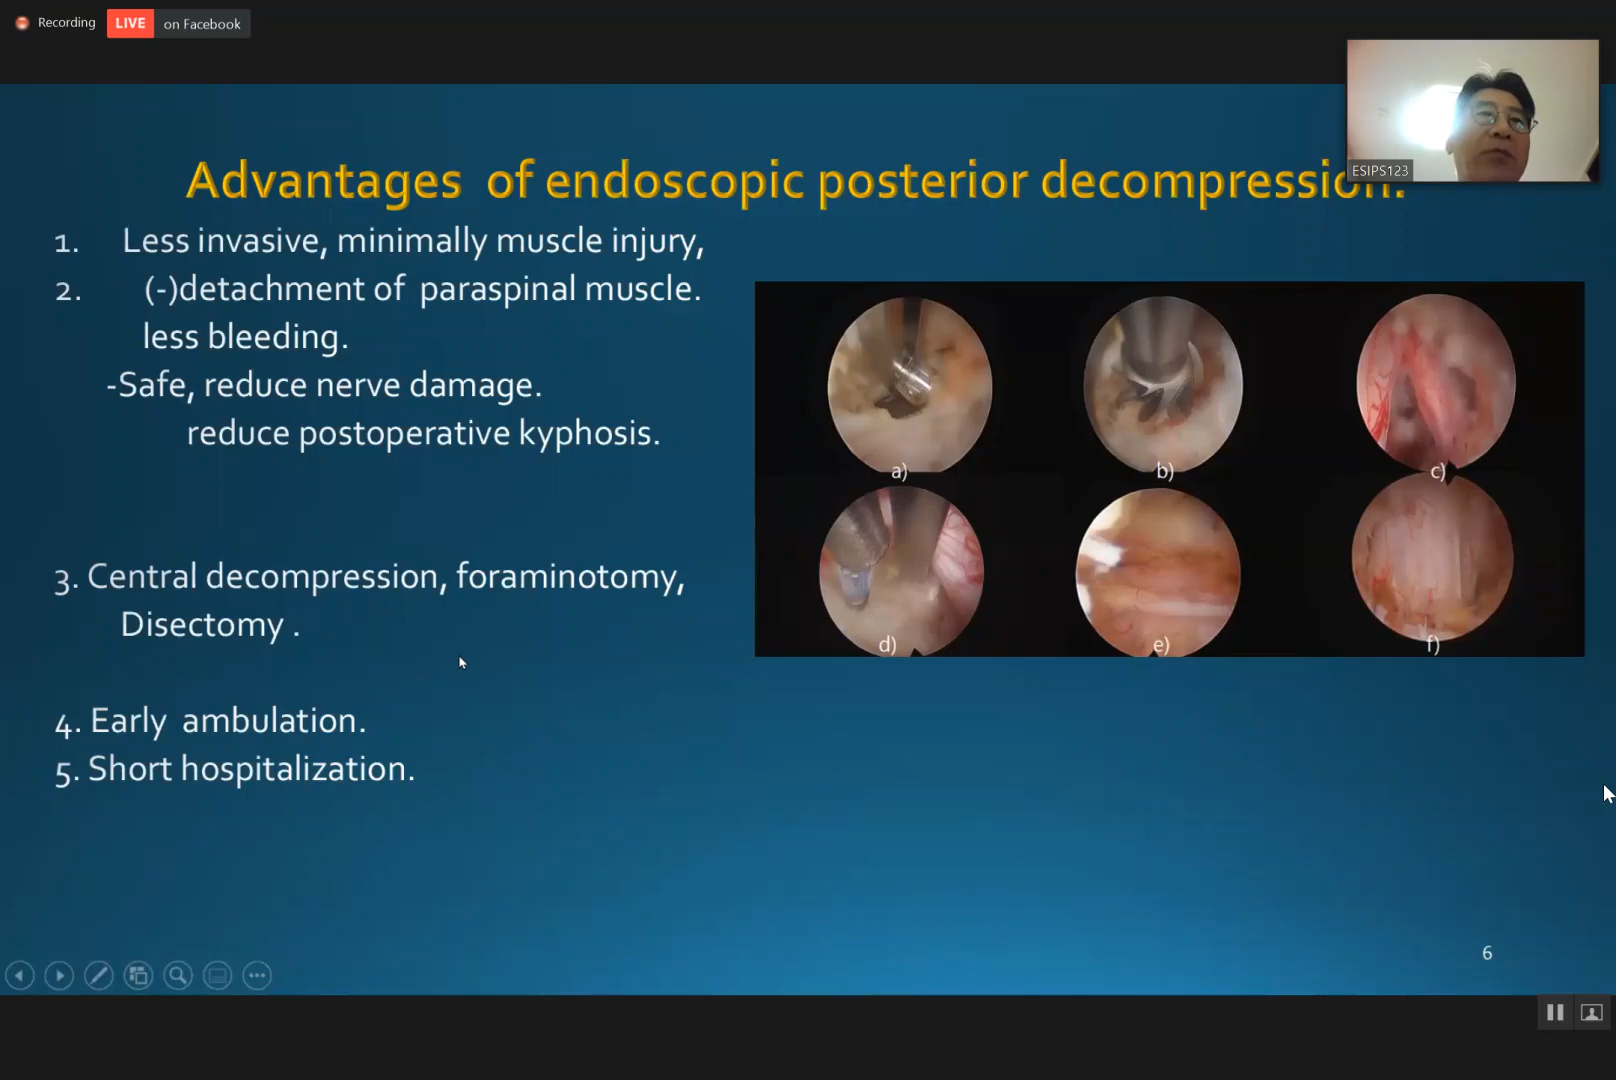 Recording LIVE on Facebook
ESIPS123
Advantages of endoscopic posterior decompression.
1. Less invasive, minimally muscle injury,
2. (-)detachment of paraspinal muscle.
less bleeding.
-Safe, reduce nerve damage.
reduce postoperative kyphosis.
3. Central decompression, foraminotomy,
Disectomy .
4. Early ambulation.
5. Short hospitalization.
a) b) c)
d) e) f)
6